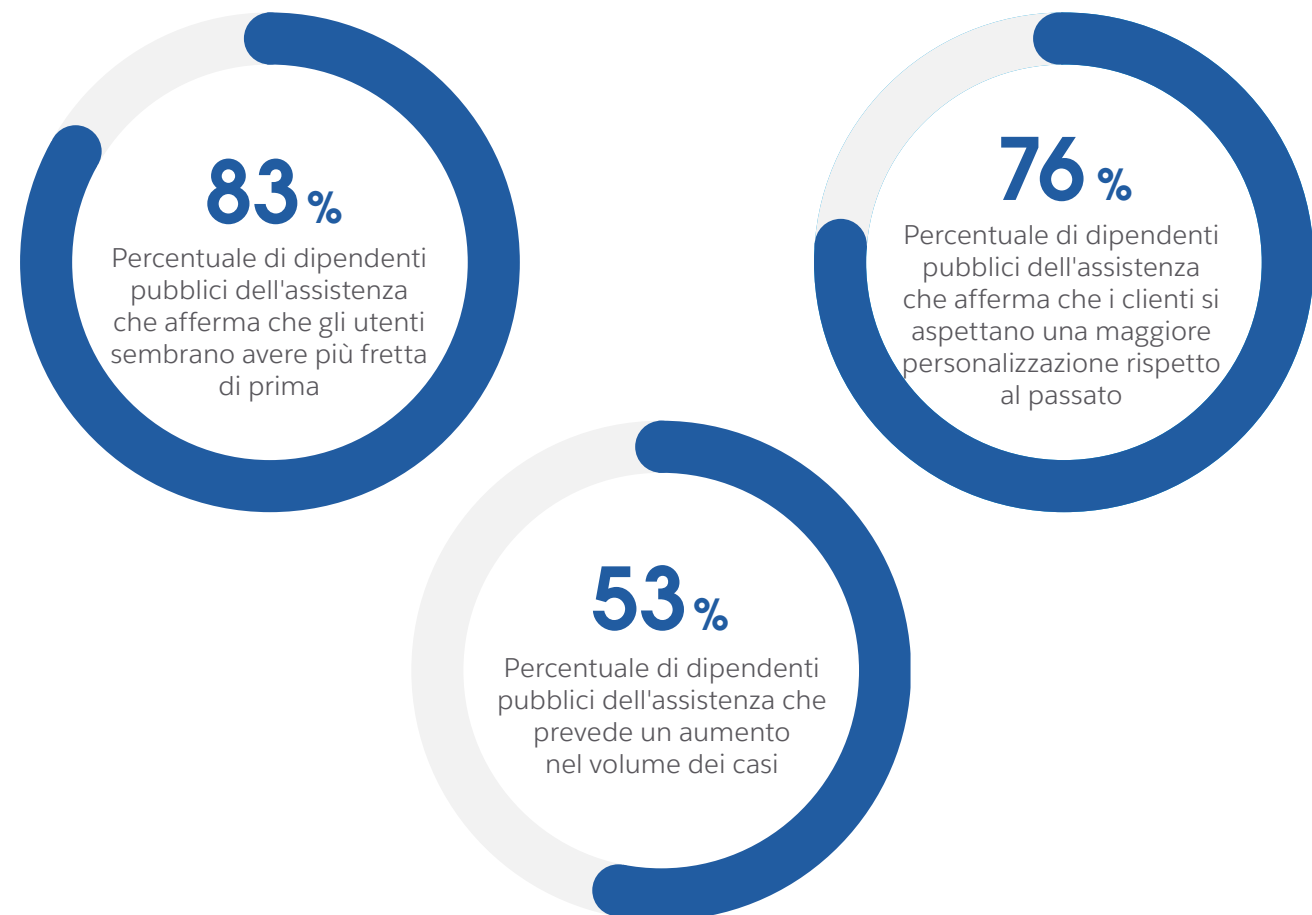 83 %
Percentuale di dipendenti
pubblici dell'assistenza
che afferma che gli utenti
sembrano avere più fretta
di prima
76 %
Percentuale di dipendenti
pubblici dell'assistenza
che afferma che i clienti si
aspettano una maggiore
personalizzazione rispetto
al passato
53 %
Percentuale di dipendenti
pubblici dell'assistenza che
prevede un aumento
nel volume dei casi